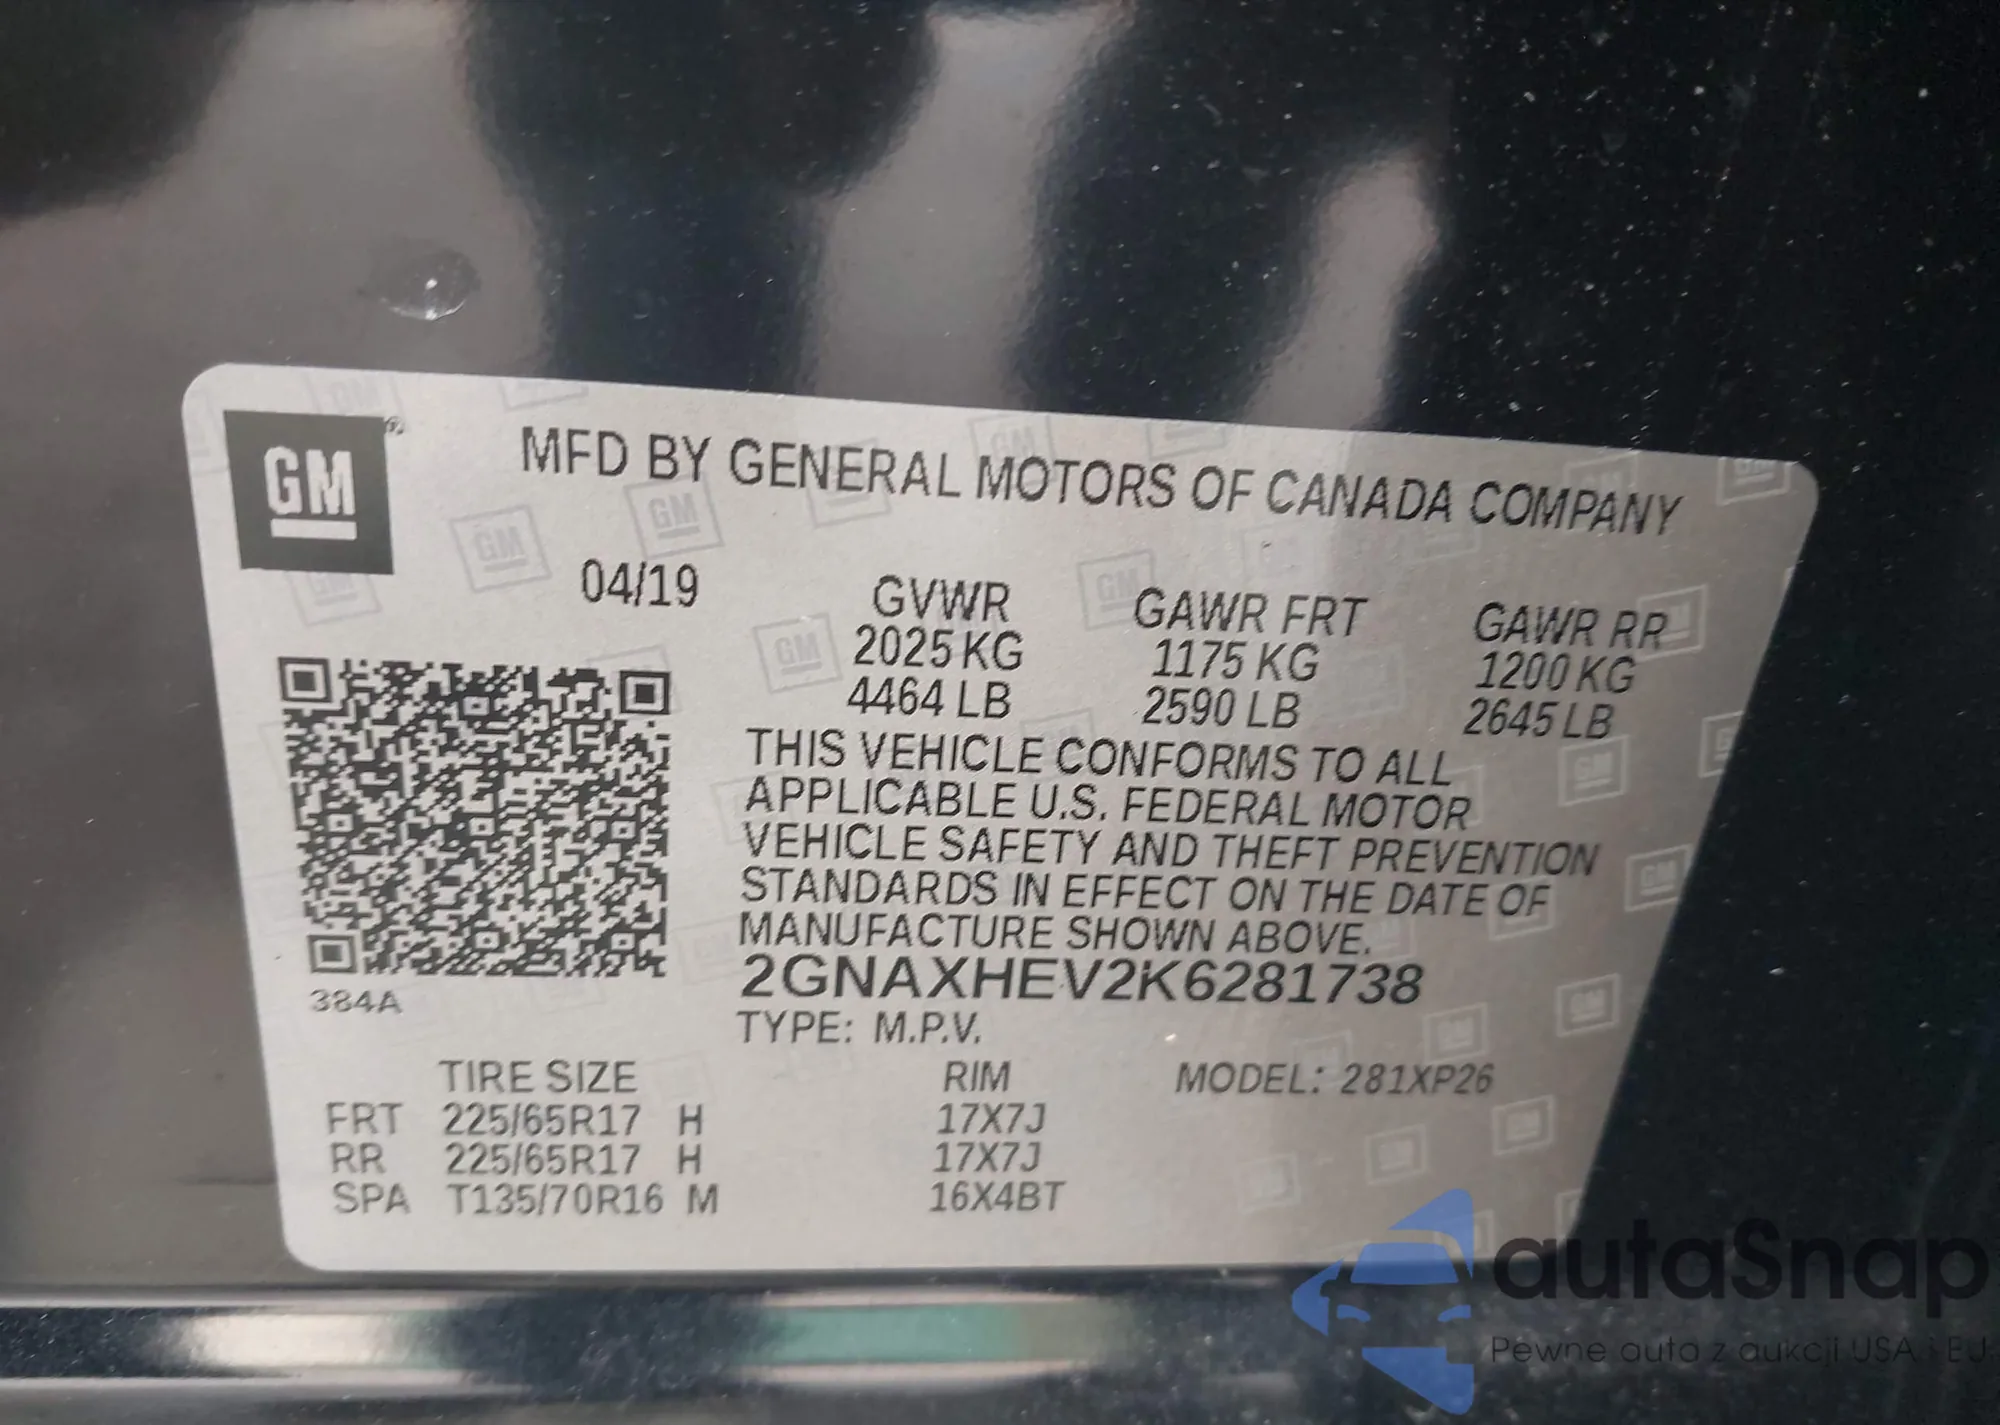 GM
MFD BY GENERAL MOTORS OF CANADA COMPANY
04/19 GVWR GAWR FRT GAWR RR
2025 KG 1175 KG 1200 KG
4464 LB 2590 LB 2645 LB
THIS VEHICLE CONFORMS TO ALL
APPLICABLE U.S. FEDERAL MOTOR
VEHICLE SAFETY AND THEFT PREVENTION
STANDARDS IN EFFECT ON THE DATE OF
MANUFACTURE SHOWN ABOVE.
2GNAXHEV2K6281738
384A
TYPE: M.P.V.
TIRE SIZE RIM MODEL: 281XP26
FRT 225/65R17 H 17X7J
RR 225/65R17 H 17X7J
SPA T135/70R16 M 16X4BT
autaSnap
Pewne auta z aukcji USA i EU